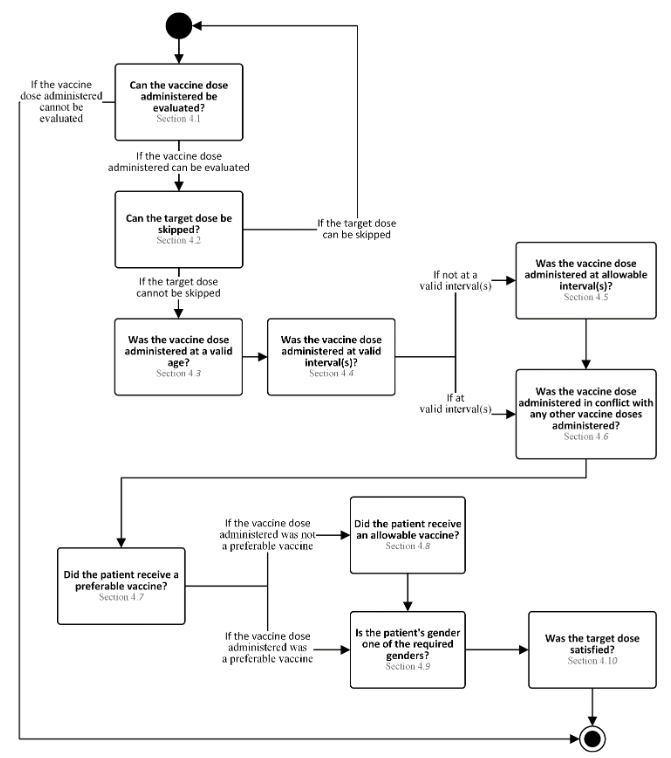 If the vaccine
dose administered
cannot be
evaluated
Can the vaccine dose
administered be
evaluated?
Section 4.1
If the vaccine dose
administered can be evaluated
Can the target dose be
skipped?
Section 4.2
If the target dose
can be skipped
If the target dose
cannot be skipped
Was the vaccine dose
administered at a valid
age?
Section 4.3
Was the vaccine dose
administered at valid
interval(s)?
Section 4.4
If not at a
valid interval(s)
Was the vaccine dose
administered at allowable
interval(s)?
Section 4.5
If at
valid interval(s)
Was the vaccine dose
administered in conflict with
any other vaccine doses
administered?
Section 4.6
Did the patient receive a
preferable vaccine?
Section 4.7
If the vaccine dose
administered was not
a preferable vaccine
Did the patient receive
an allowable vaccine?
Section 4.8
If the vaccine dose
administered was
a preferable vaccine
Is the patient's gender
one of the required
genders?
Section 4.9
Was the target dose
satisfied?
Section 4.10